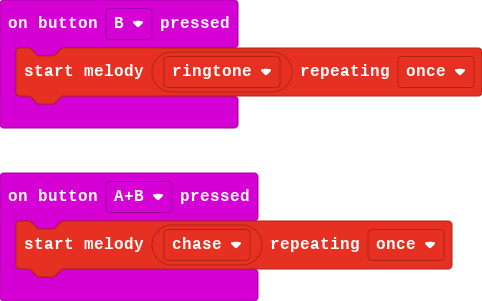 on button B pressed
start melody ringtone repeating once
on button A+B pressed
start melody chase repeating once